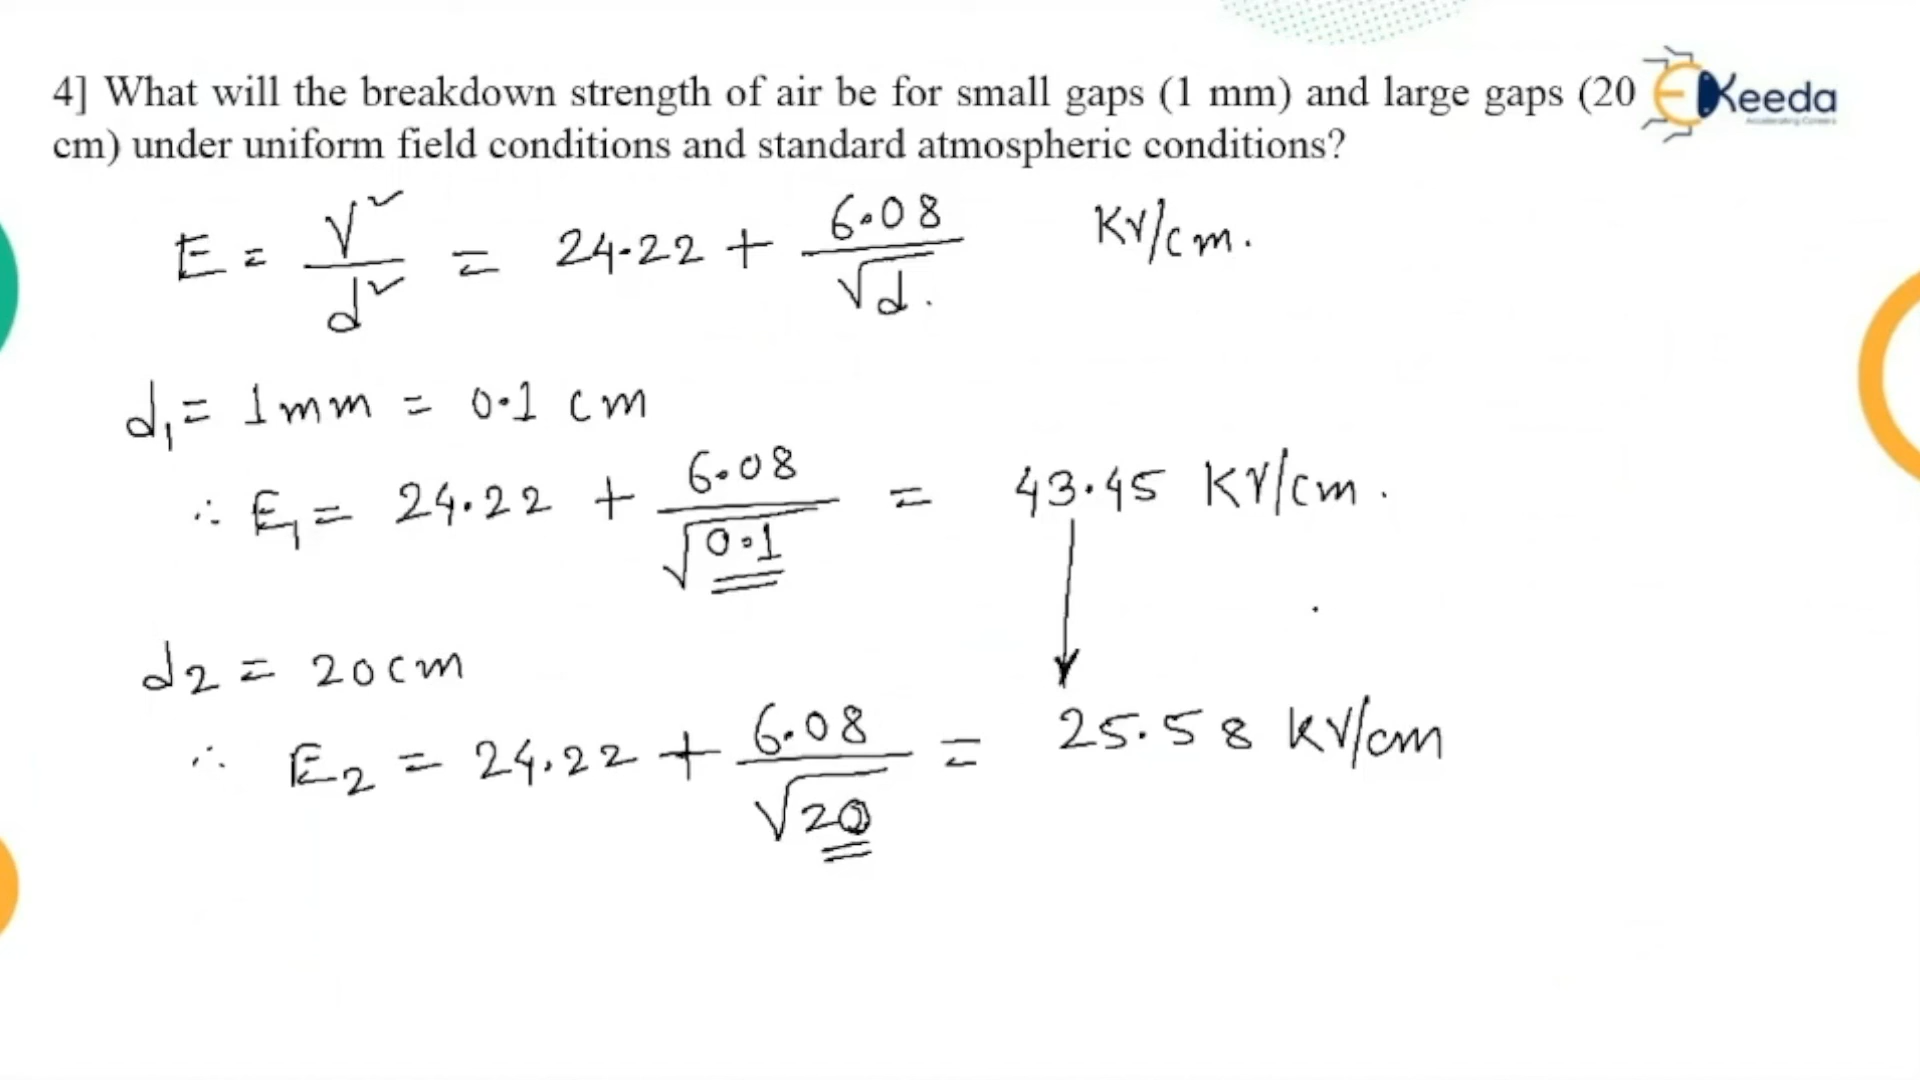 4] What will the breakdown strength of air be for small gaps (1 mm) and large gaps (20
cm) under uniform field conditions and standard atmospheric conditions?
EKeeda
E = V✓/d✓ = 24.22 + 6.08/√d. KV/cm.
d₁ = 1mm = 0.1 cm
∴ E₁ = 24.22 + 6.08/√0.1 = 43.45 KV/cm.
d2 = 20cm
∴ E2 = 24.22 + 6.08/√20 = 25.58 KV/cm